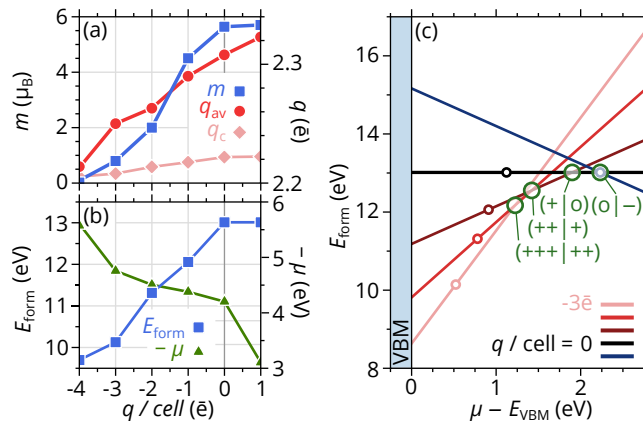 (a)
6
4
2
0
m (μB)
2.3
2.2
q (ē)
m
qav
qc
(b)
13
12
11
10
Eform (eV)
6
5
4
3
− μ (eV)
Eform
− μ
-4 -3 -2 -1 0 1
q / cell (ē)
(c)
16
14
12
10
8
Eform (eV)
VBM
(+|o)(o|−)
(++|+)
(+++|++)
-3ē
q / cell = 0
0 1 2
μ − EVBM (eV)